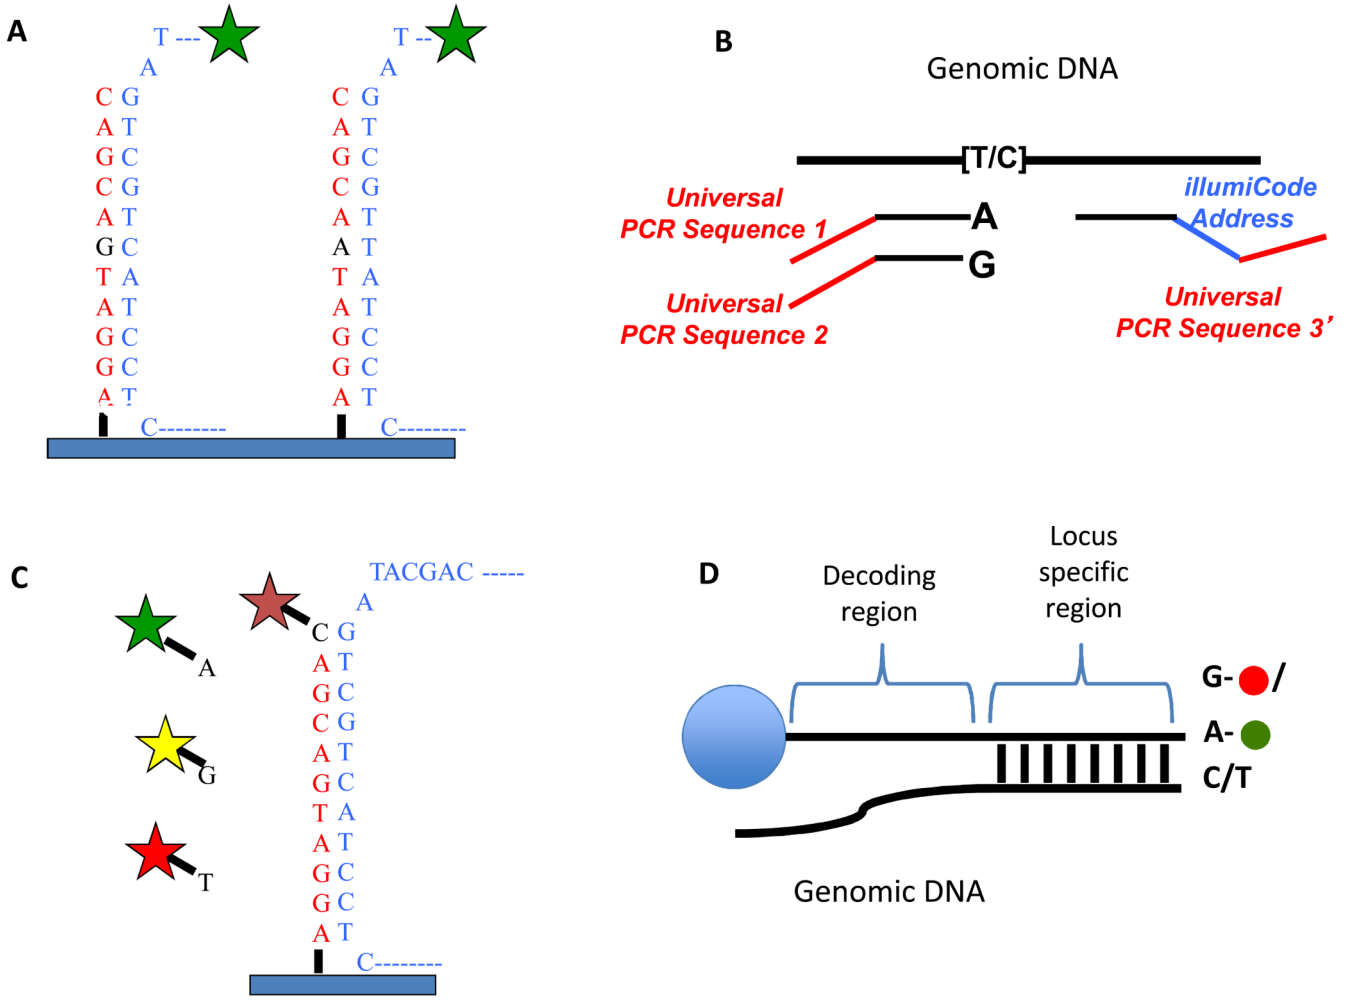 A
T --- 
A
C G
A T
G C
C G
A T
G C
T A
A T
G C
G C
A T
C--------
T --
A
C G
A T
G C
C G
A T
A T
T A
A T
G C
G C
A T
C--------
B
Genomic DNA
[T/C]
Universal
PCR Sequence 1
A
illumiCode
Address
G
Universal
PCR Sequence 2
Universal
PCR Sequence 3’
C
A
G
T
TACGAC -----
A
C G
A T
G C
C G
A T
G C
T A
A T
G C
G C
A T
C--------
D
Decoding
region
Locus
specific
region
G- /
A-
C/T
Genomic DNA